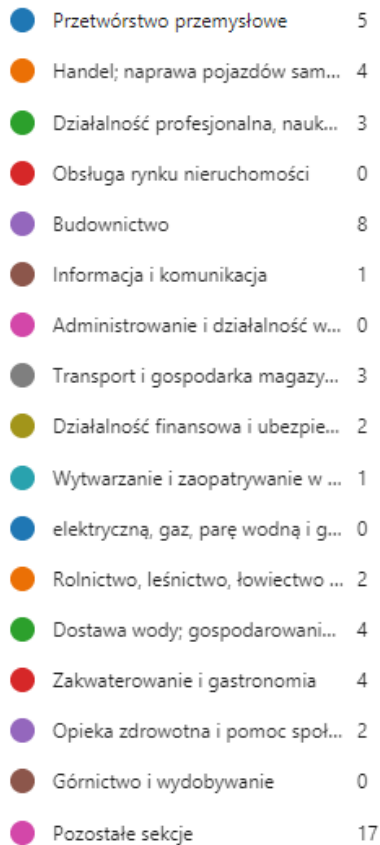 Przetwórstwo przemysłowe 5
Handel; naprawa pojazdów sam... 4
Działalność profesjonalna, nauk... 3
Obsługa rynku nieruchomości 0
Budownictwo 8
Informacja i komunikacja 1
Administrowanie i działalność w... 0
Transport i gospodarka magazy... 3
Działalność finansowa i ubezpie... 2
Wytwarzanie i zaopatrywanie w ... 1
elektryczną, gaz, parę wodną i g... 0
Rolnictwo, leśnictwo, łowiectwo ... 2
Dostawa wody; gospodarowani... 4
Zakwaterowanie i gastronomia 4
Opieka zdrowotna i pomoc społ... 2
Górnictwo i wydobywanie 0
Pozostałe sekcje 17